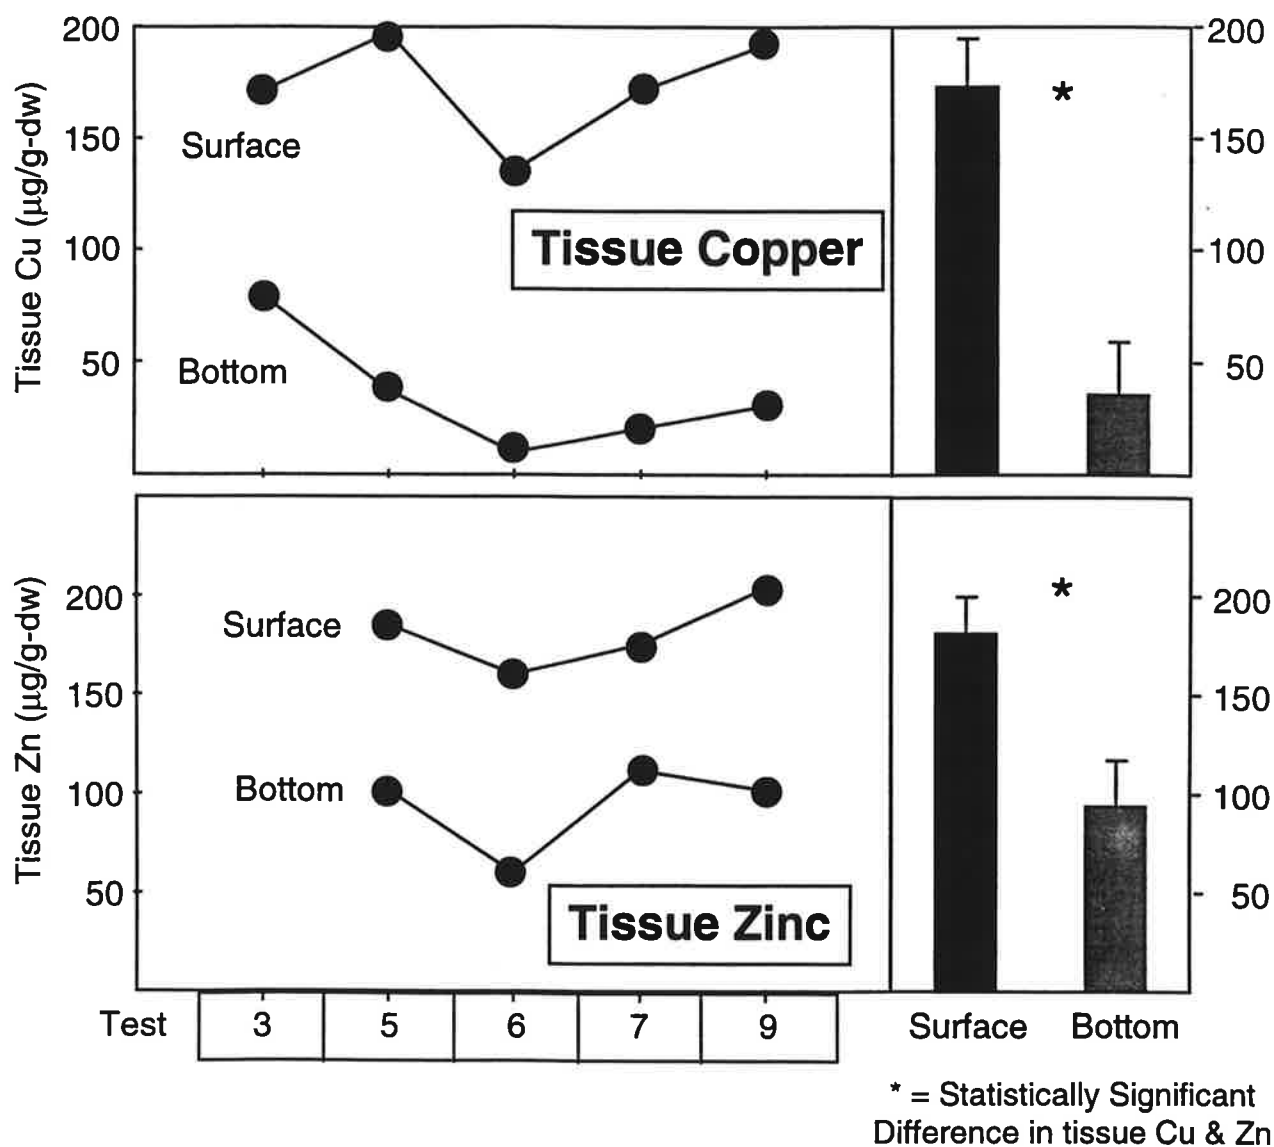 Tissue Cu (µg/g-dw)
200
150
100
50
Surface
Bottom
Tissue Copper
*
200
150
100
50
Tissue Zn (µg/g-dw)
200
150
100
50
Surface
Bottom
Tissue Zinc
*
200
150
100
50
Test 3 5 6 7 9
Surface Bottom
* = Statistically Significant
Difference in tissue Cu & Zn